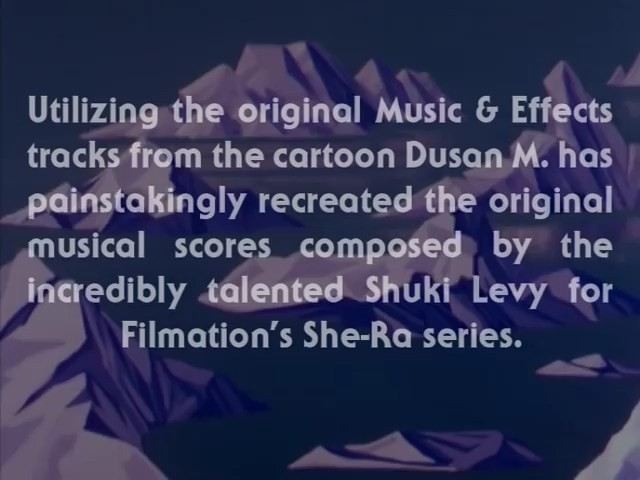 Utilizing the original Music & Effects
tracks from the cartoon Dusan M. has
painstakingly recreated the original
musical scores composed by the
incredibly talented Shuki Levy for
Filmation's She-Ra series.